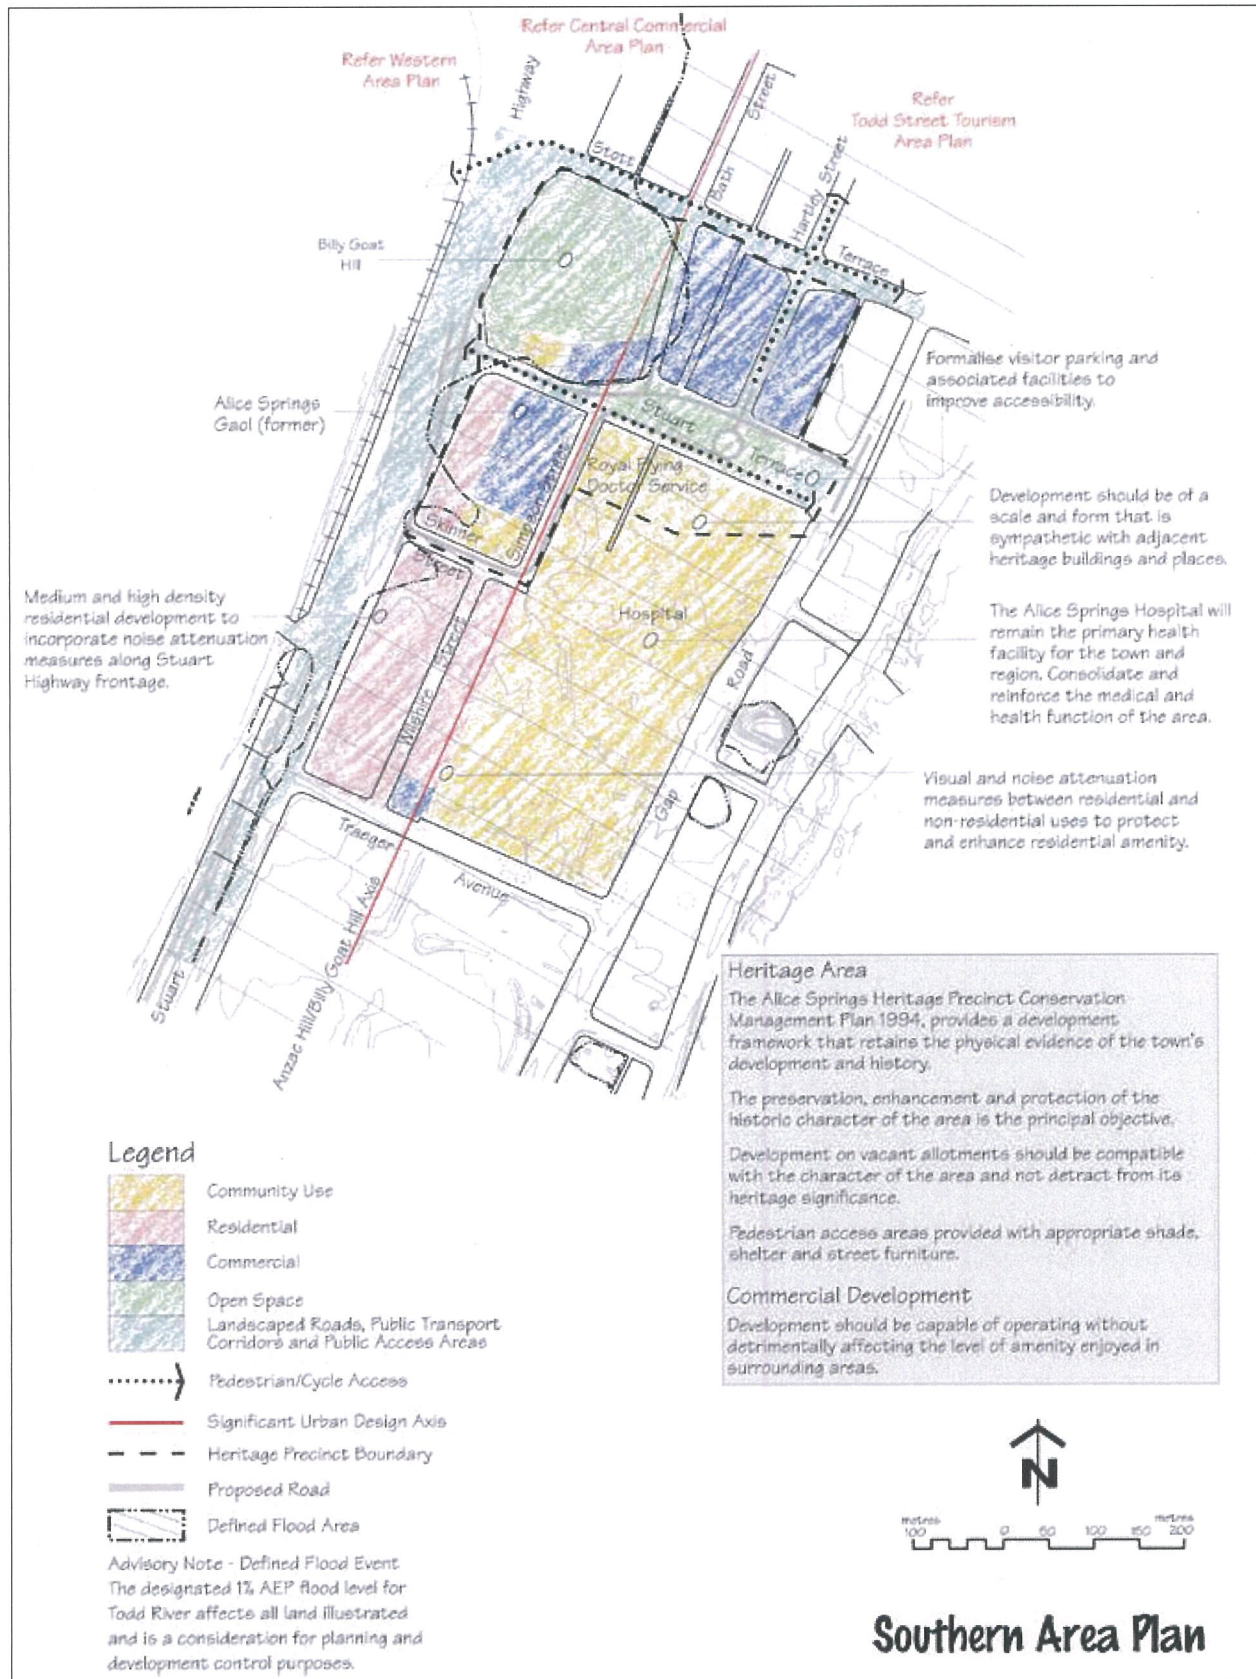 Refer Central Commercial
Area Plan
Refer Western
Area Plan
Highway
Street
Refer
Todd Street Tourism
Area Plan
Stott
Bath
Hartley Street
Terrace
Billy Goat
Hill
Formalise visitor parking and
associated facilities to
improve accessibility.
Alice Springs
Gaol (former)
Stuart
Terrace
Royal Flying
Doctor Service
Simpson Street
Skinner
Street
Development should be of a
scale and form that is
sympathetic with adjacent
heritage buildings and places.
Medium and high density
residential development to
incorporate noise attenuation
measures along Stuart
Highway frontage.
Hospital
The Alice Springs Hospital will
remain the primary health
facility for the town and
region. Consolidate and
reinforce the medical and
health function of the area.
Street
Wilshire
Road
Gap
Visual and noise attenuation
measures between residential and
non-residential uses to protect
and enhance residential amenity.
Traeger
Avenue
Stuart
Anzac Hill/Billy Goat Hill Axis
Heritage Area
The Alice Springs Heritage Precinct Conservation
Management Plan 1994, provides a development
framework that retains the physical evidence of the town's
development and history.
The preservation, enhancement and protection of the
historic character of the area is the principal objective.
Development on vacant allotments should be compatible
with the character of the area and not detract from its
heritage significance.
Pedestrian access areas provided with appropriate shade,
shelter and street furniture.
Commercial Development
Development should be capable of operating without
detrimentally affecting the level of amenity enjoyed in
surrounding areas.
Legend
Community Use
Residential
Commercial
Open Space
Landscaped Roads, Public Transport
Corridors and Public Access Areas
Pedestrian/Cycle Access
Significant Urban Design Axis
Heritage Precinct Boundary
Proposed Road
Defined Flood Area
Advisory Note - Defined Flood Event
The designated 1% AEP flood level for
Todd River affects all land illustrated
and is a consideration for planning and
development control purposes.
N
metres metres
100 0 50 100 150 200
Southern Area Plan